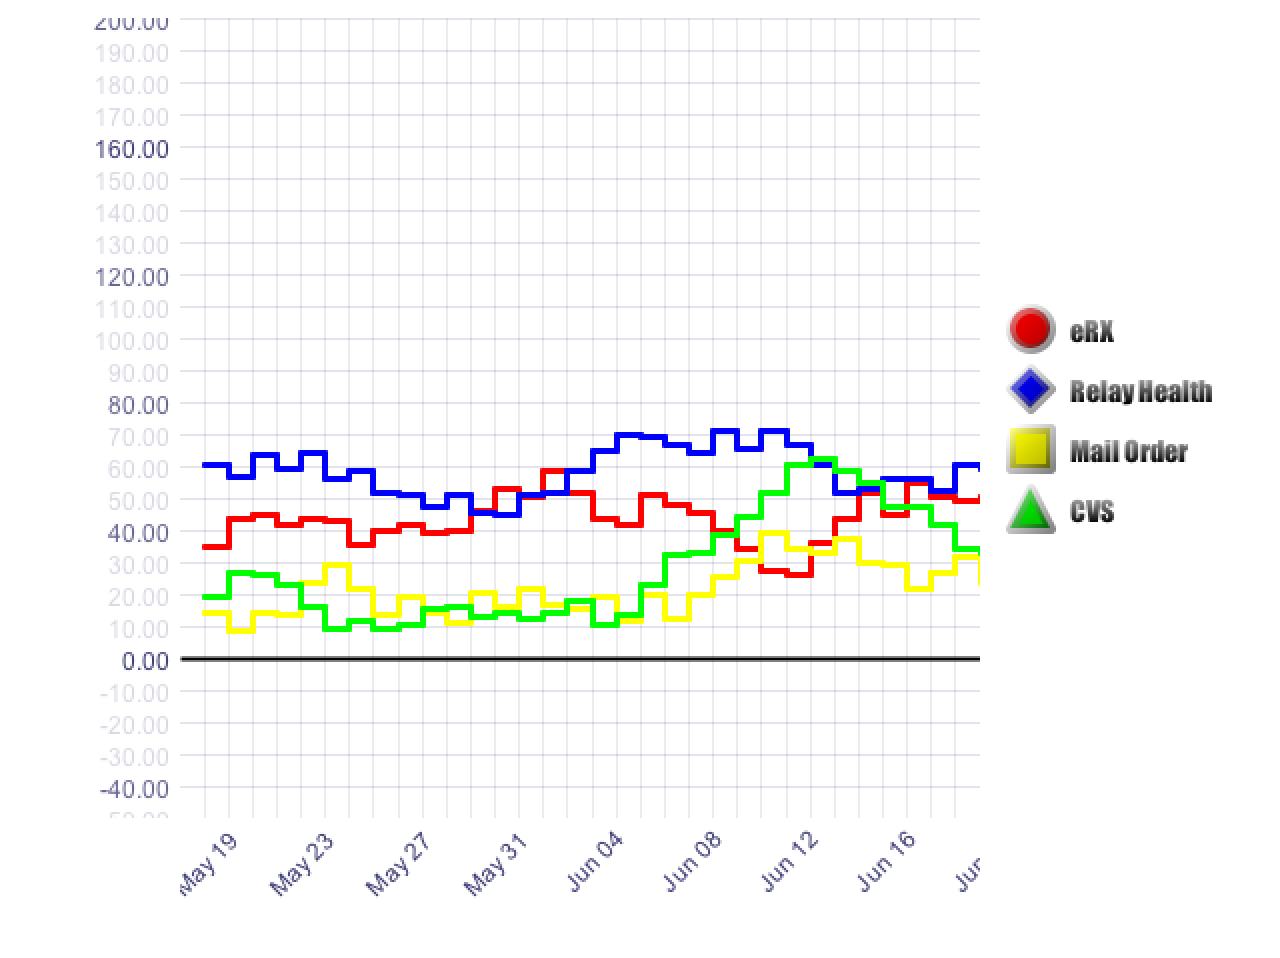 200.00
190.00
180.00
170.00
160.00
150.00
140.00
130.00
120.00
110.00
100.00
90.00
80.00
70.00
60.00
50.00
40.00
30.00
20.00
10.00
0.00
-10.00
-20.00
-30.00
-40.00
May 19
May 23
May 27
May 31
Jun 04
Jun 08
Jun 12
Jun 16
eRX
Relay Health
Mail Order
CVS